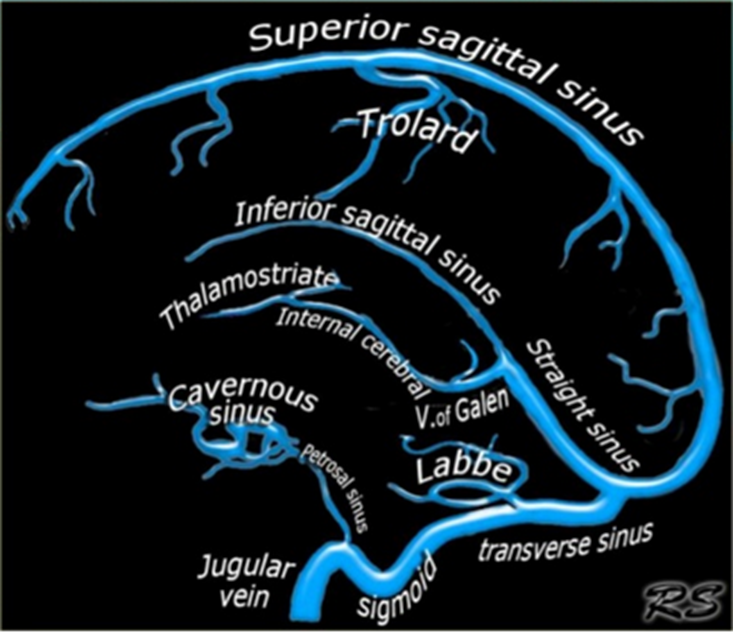 Superior sagittal sinus
Trolard
Inferior sagittal sinus
Thalamostriate
Internal cerebral
Straight sinus
Cavernous
sinus
V.of Galen
Petrosal sinus
Labbe
transverse sinus
Jugular
vein
sigmoid
RS